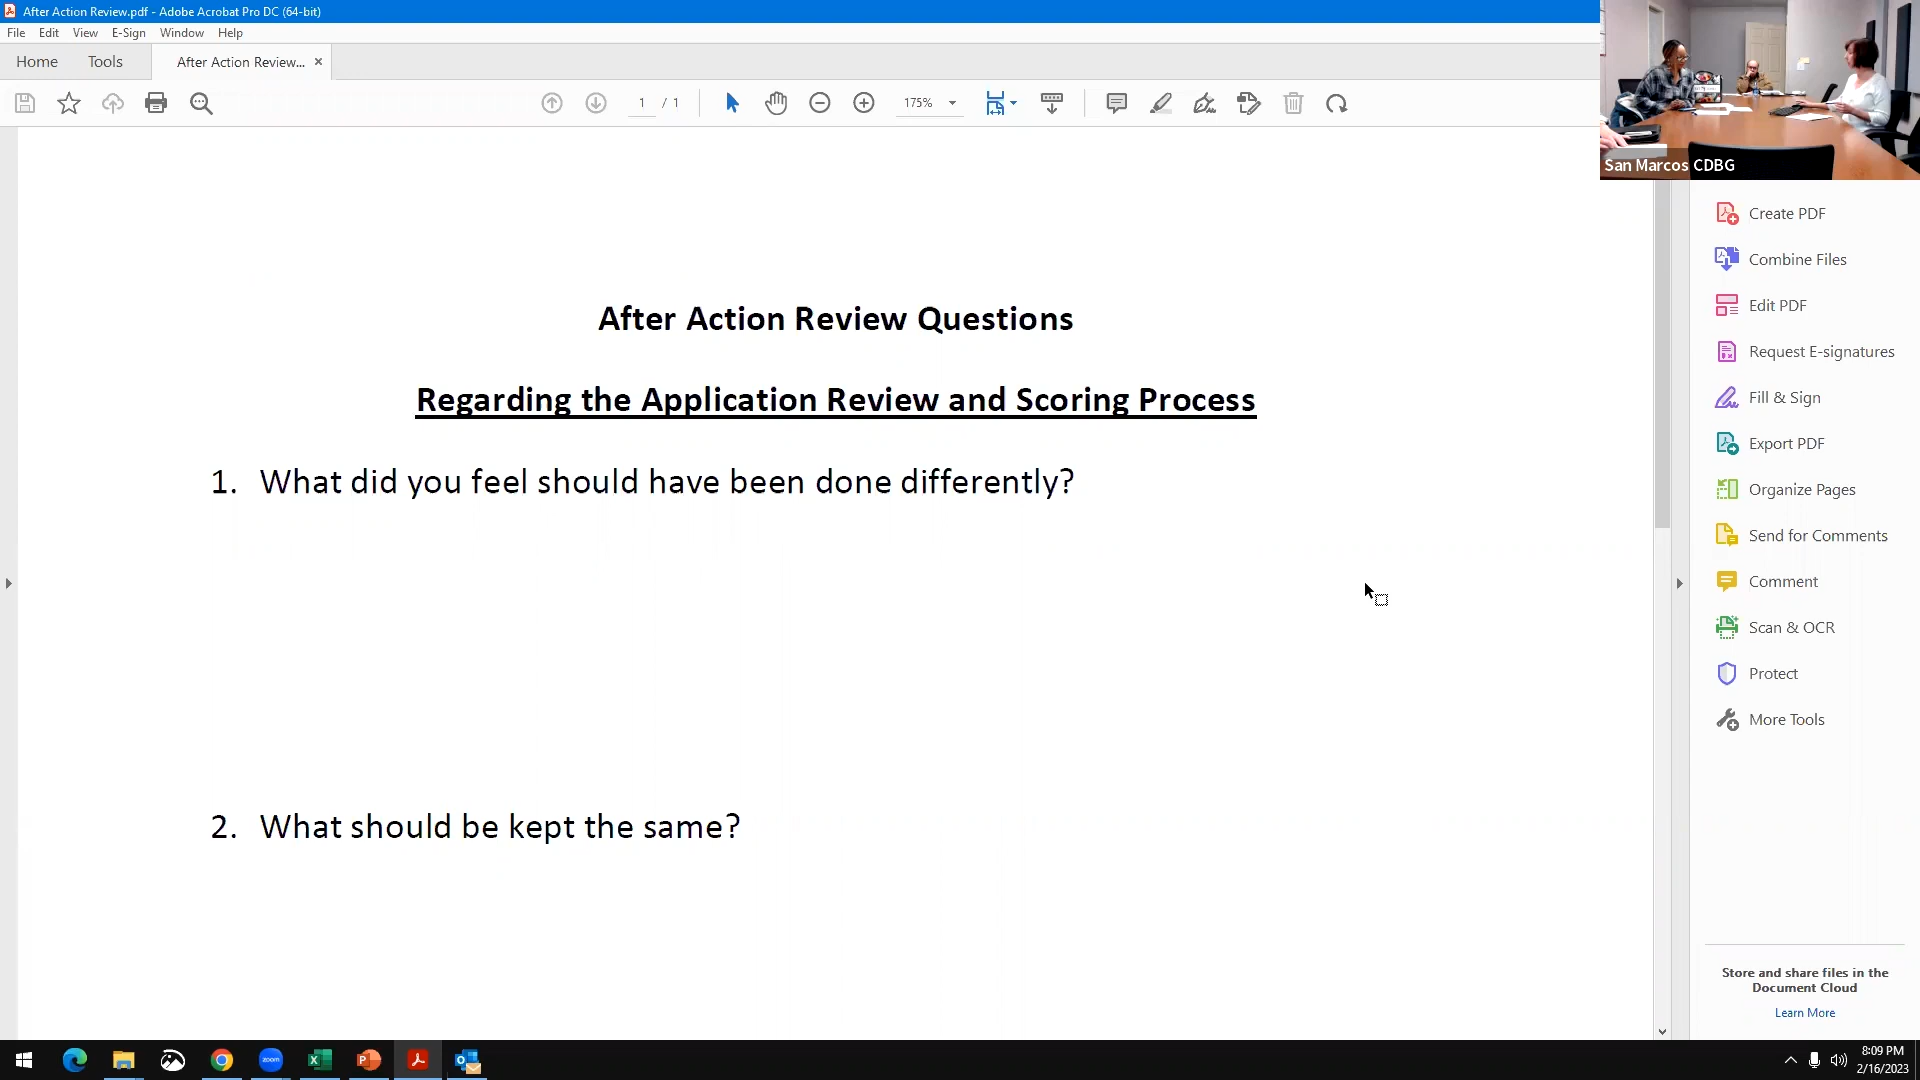 After Action Review.pdf - Adobe Acrobat Pro DC (64-bit)
File Edit View E-Sign Window Help
Home Tools After Action Review... ×
1 / 1 175%
San Marcos CDBG
After Action Review Questions
Regarding the Application Review and Scoring Process
1. What did you feel should have been done differently?
2. What should be kept the same?
Create PDF
Combine Files
Edit PDF
Request E-signatures
Fill & Sign
Export PDF
Organize Pages
Send for Comments
Comment
Scan & OCR
Protect
More Tools
Store and share files in the
Document Cloud
Learn More
zoom
8:09 PM
2/16/2023